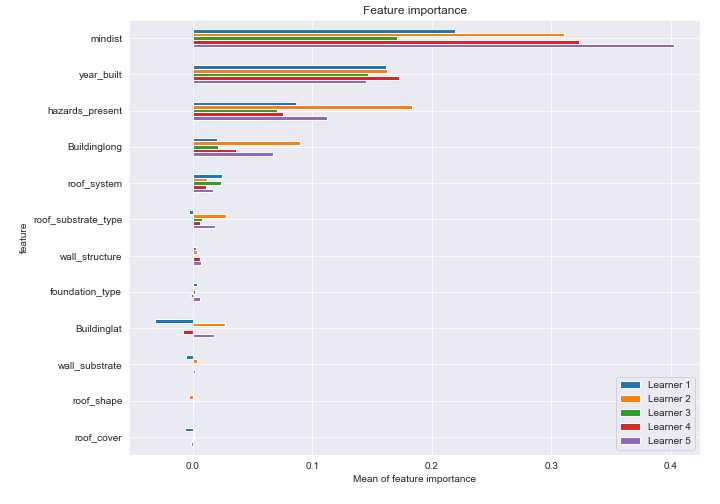 Feature importance
mindist
year_built
hazards_present
Buildinglong
roof_system
roof_substrate_type
wall_structure
foundation_type
Buildinglat
wall_substrate
roof_shape
roof_cover
feature
Learner 1
Learner 2
Learner 3
Learner 4
Learner 5
0.0 0.1 0.2 0.3 0.4
Mean of feature importance